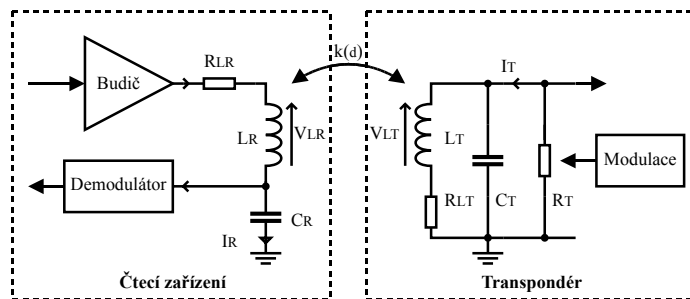 Budič
RLR
k(d)
IT
LR
VLR
VLT
LT
Demodulátor
Modulace
CR
RLT
CT
RT
IR
Čtecí zařízení
Transpondér